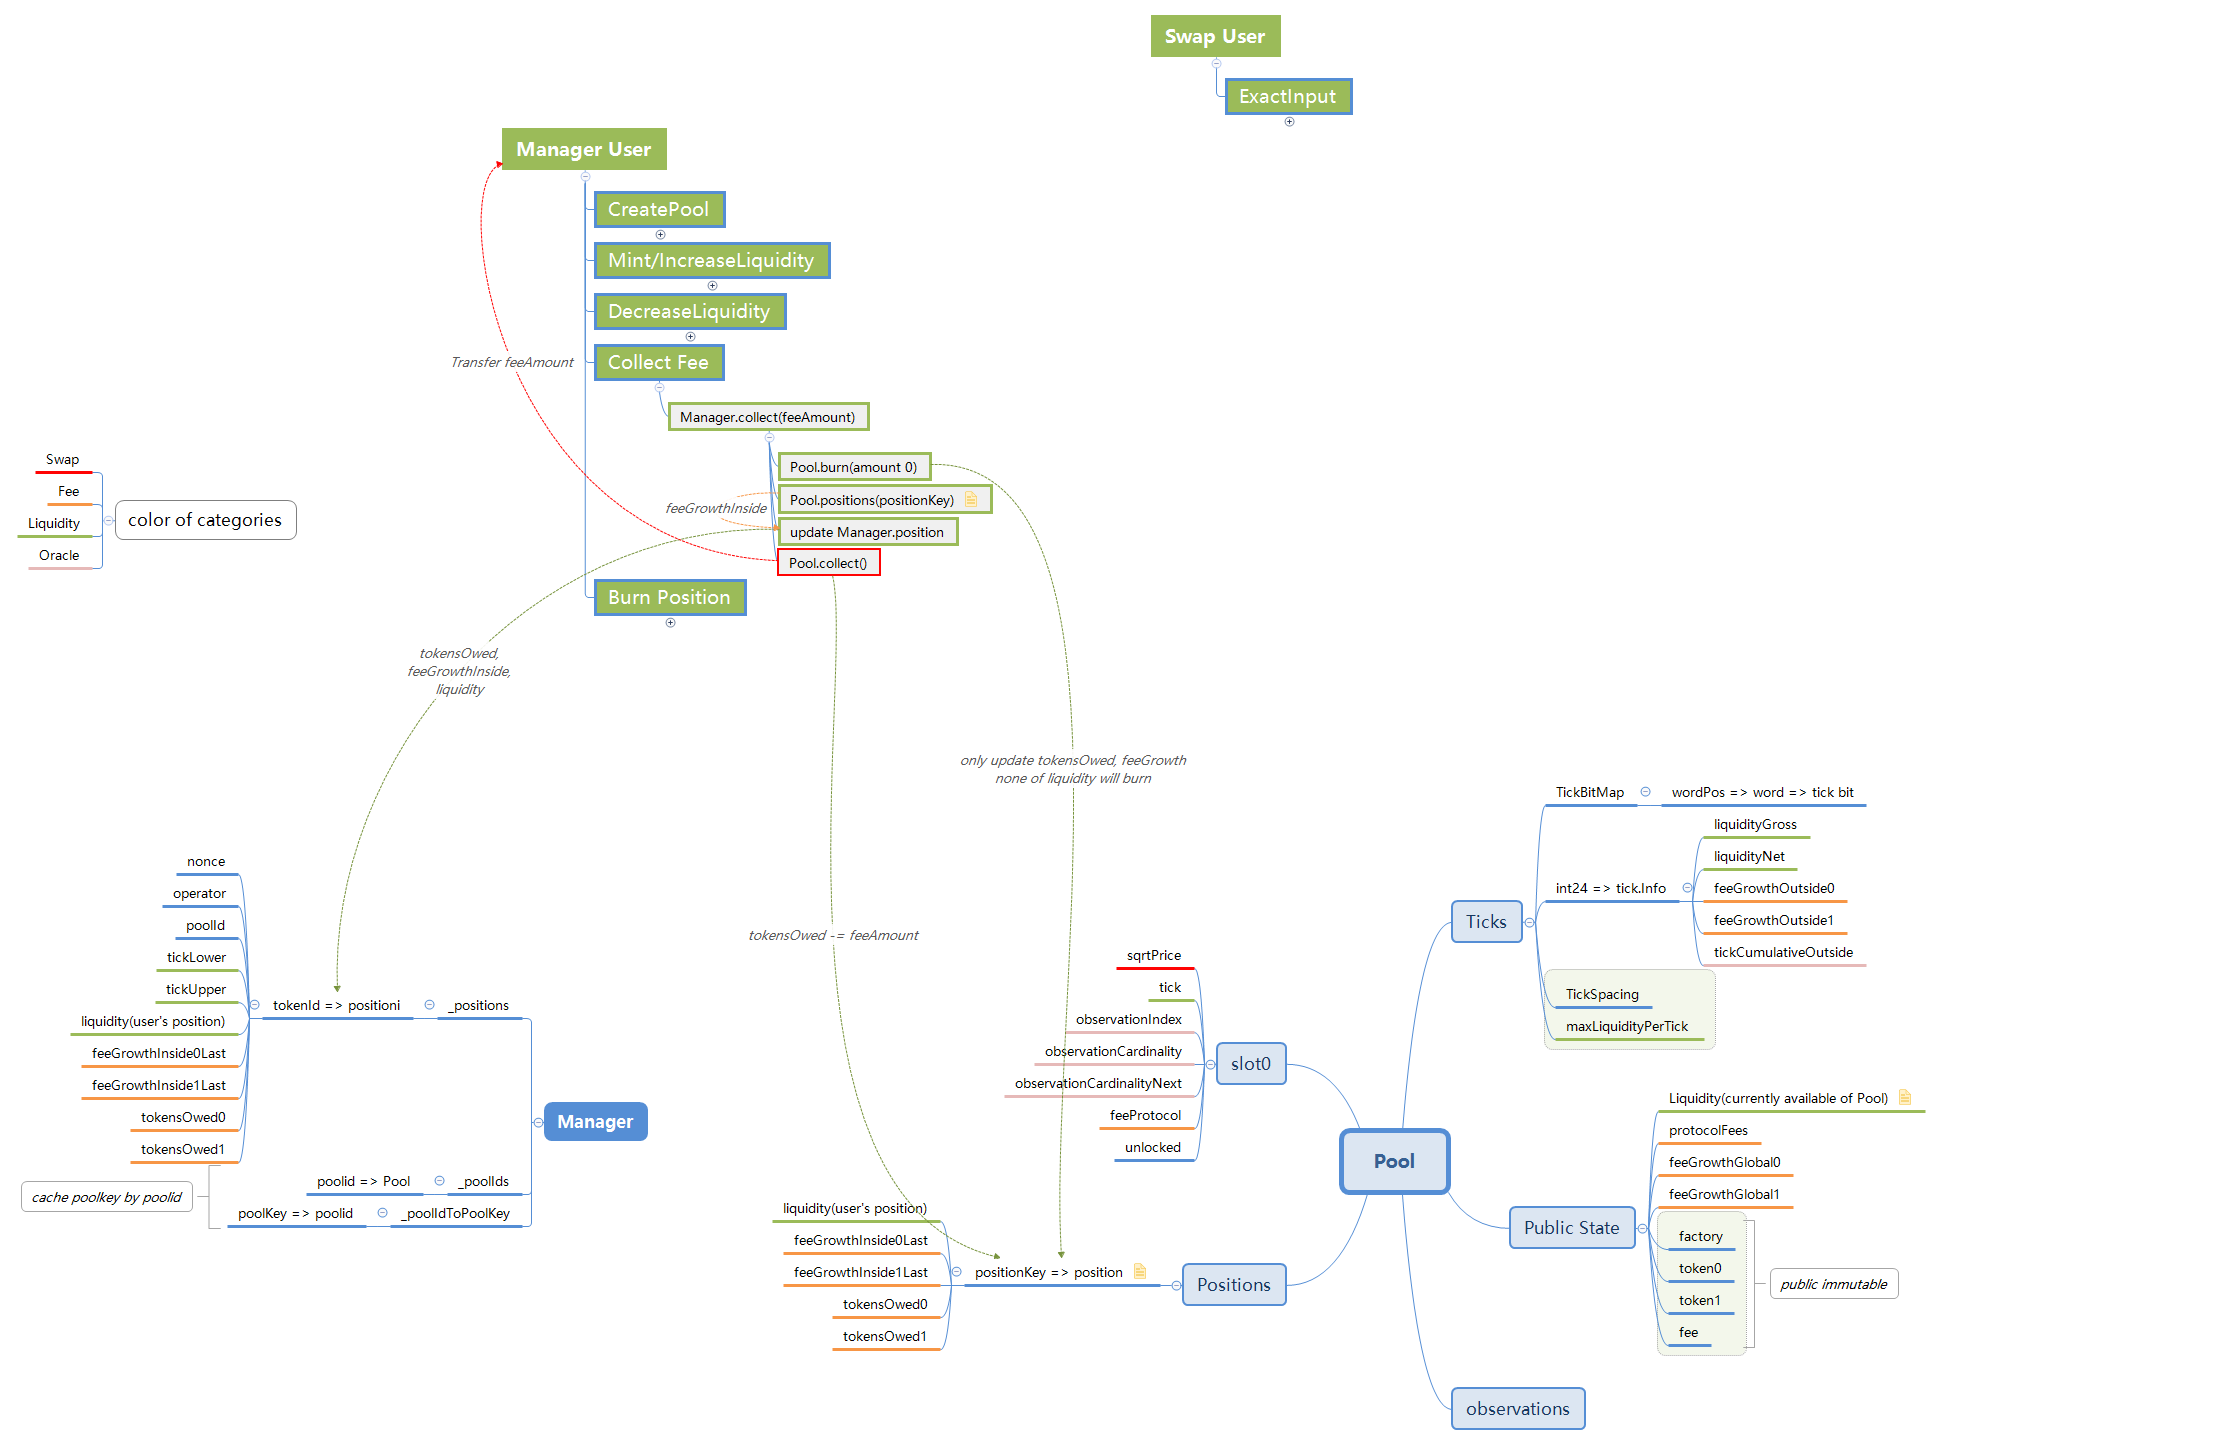 Swap User
ExactInput
Manager User
CreatePool
Mint/IncreaseLiquidity
DecreaseLiquidity
Transfer feeAmount
Collect Fee
Manager.collect(feeAmount)
Pool.burn(amount 0)
Pool.positions(positionKey)
feeGrowthInside
update Manager.position
Pool.collect()
Burn Position
Swap
Fee
Liquidity
Oracle
color of categories
tokensOwed,
feeGrowthInside,
liquidity
only update tokensOwed, feeGrowth
none of liquidity will burn
tokensOwed -= feeAmount
nonce
operator
poolId
tickLower
tickUpper
liquidity(user's position)
feeGrowthInside0Last
feeGrowthInside1Last
tokensOwed0
tokensOwed1
tokenId => positioni
_positions
Manager
poolid => Pool
_poolIds
poolKey => poolid
_poolIdToPoolKey
cache poolkey by poolid
TickBitMap
wordPos => word => tick bit
liquidityGross
liquidityNet
int24 => tick.Info
feeGrowthOutside0
feeGrowthOutside1
tickCumulativeOutside
Ticks
TickSpacing
maxLiquidityPerTick
sqrtPrice
tick
observationIndex
observationCardinality
observationCardinalityNext
feeProtocol
unlocked
slot0
Pool
Liquidity(currently available of Pool)
protocolFees
feeGrowthGlobal0
feeGrowthGlobal1
Public State
factory
token0
token1
fee
public immutable
liquidity(user's position)
feeGrowthInside0Last
feeGrowthInside1Last
tokensOwed0
tokensOwed1
positionKey => position
Positions
observations